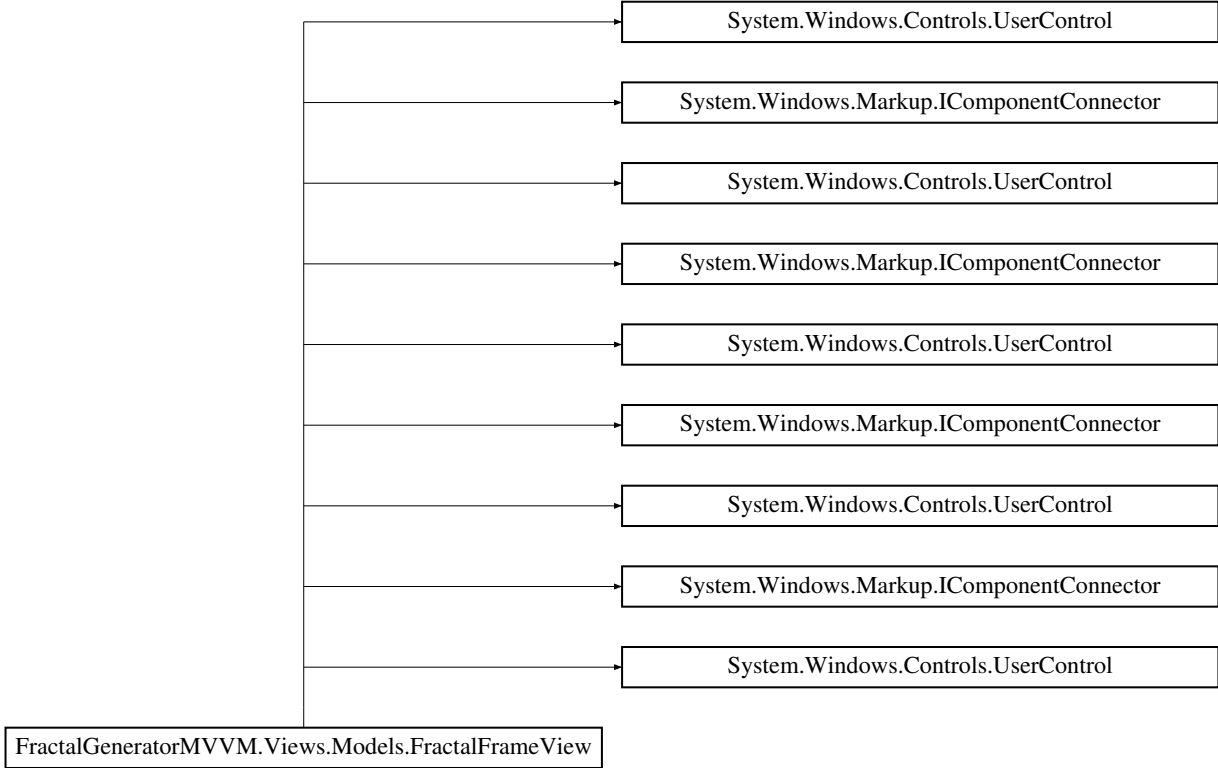 System.Windows.Controls.UserControl
System.Windows.Markup.IComponentConnector
System.Windows.Controls.UserControl
System.Windows.Markup.IComponentConnector
System.Windows.Controls.UserControl
System.Windows.Markup.IComponentConnector
System.Windows.Controls.UserControl
System.Windows.Markup.IComponentConnector
System.Windows.Controls.UserControl
FractalGeneratorMVVM.Views.Models.FractalFrameView